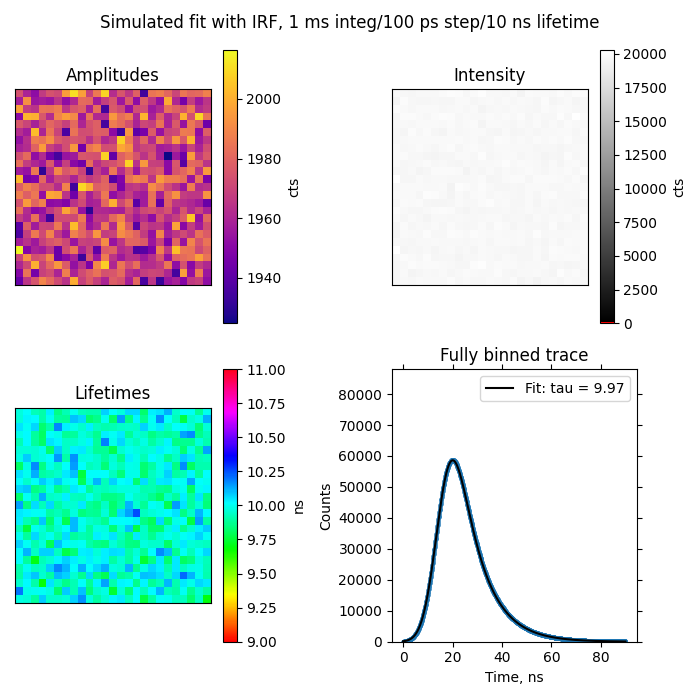 Simulated fit with IRF, 1 ms integ/100 ps step/10 ns lifetime
Amplitudes
2000
1980
1960
1940
cts
Intensity
20000
17500
15000
12500
10000
7500
5000
2500
0
cts
Lifetimes
11.00
10.75
10.50
10.25
10.00
9.75
9.50
9.25
9.00
ns
Fully binned trace
Fit: tau = 9.97
80000
70000
60000
50000
40000
30000
20000
10000
0
Counts
0 20 40 60 80
Time, ns